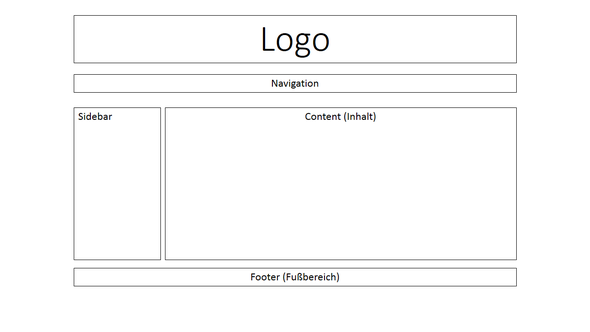 Logo
Navigation
Sidebar
Content (Inhalt)
Footer (Fußbereich)